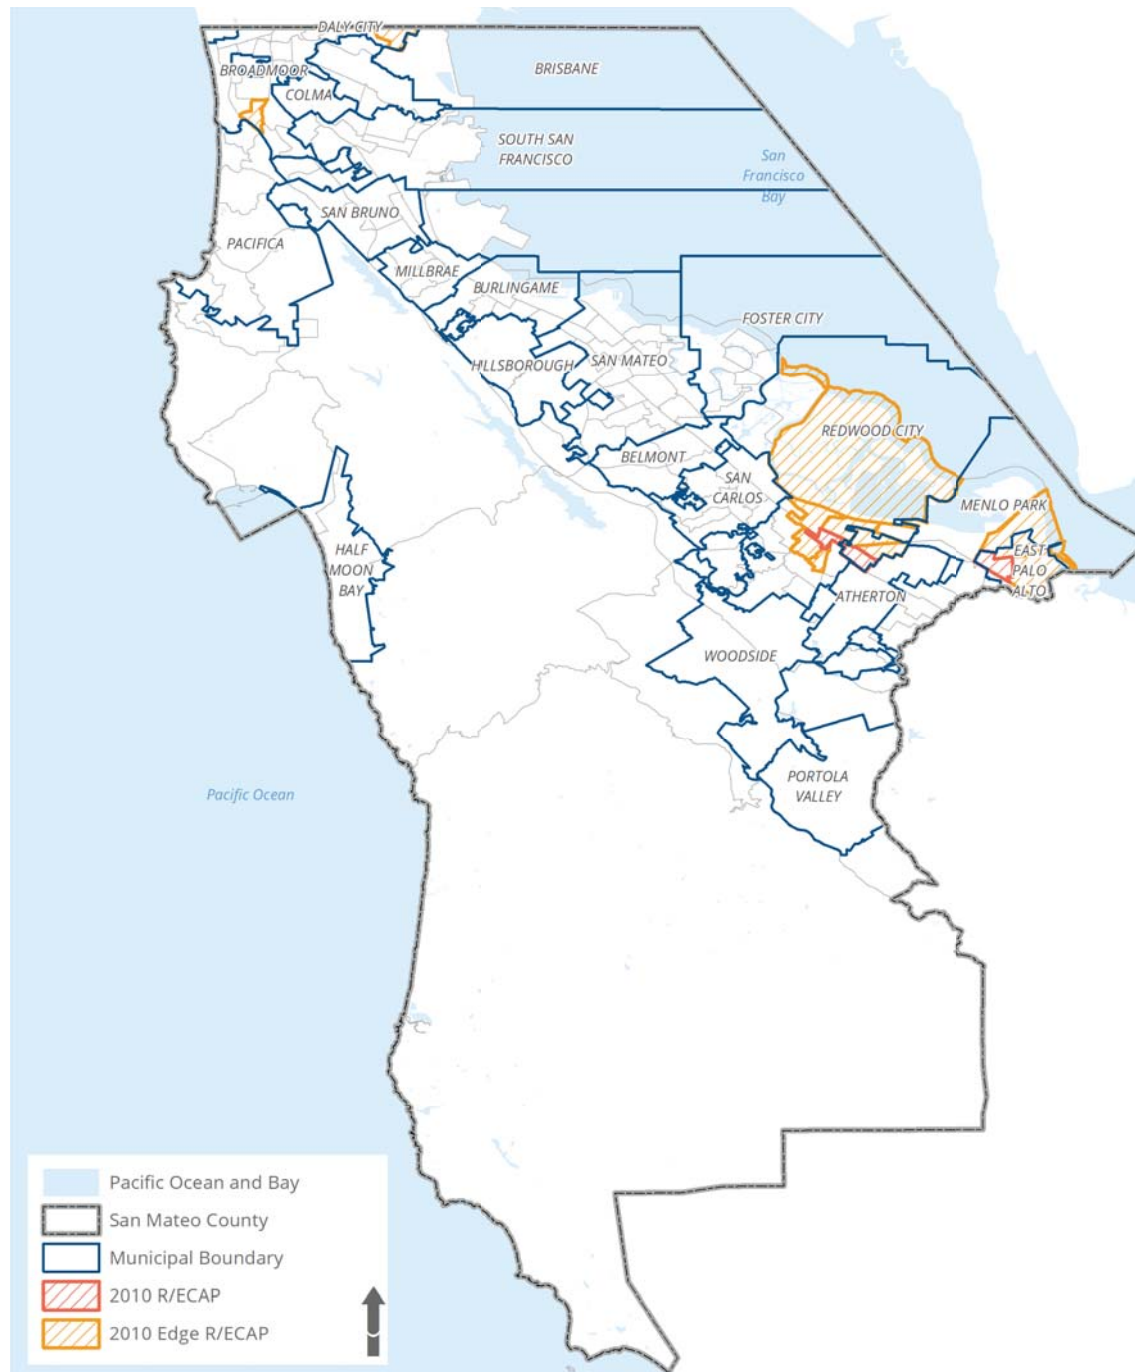 DALY CITY
BROADMOOR
BRISBANE
COLMA
SOUTH SAN
FRANCISCO
San
Francisco
Bay
SAN BRUNO
PACIFICA
MILLBRAE
BURLINGAME
FOSTER CITY
HILLSBOROUGH
SAN MATEO
REDWOOD CITY
BELMONT
SAN
CARLOS
MENLO PARK
HALF
MOON
BAY
EAST
PALO
ALTO
ATHERTON
WOODSIDE
PORTOLA
VALLEY
Pacific Ocean
Pacific Ocean and Bay
San Mateo County
Municipal Boundary
2010 R/ECAP
2010 Edge R/ECAP